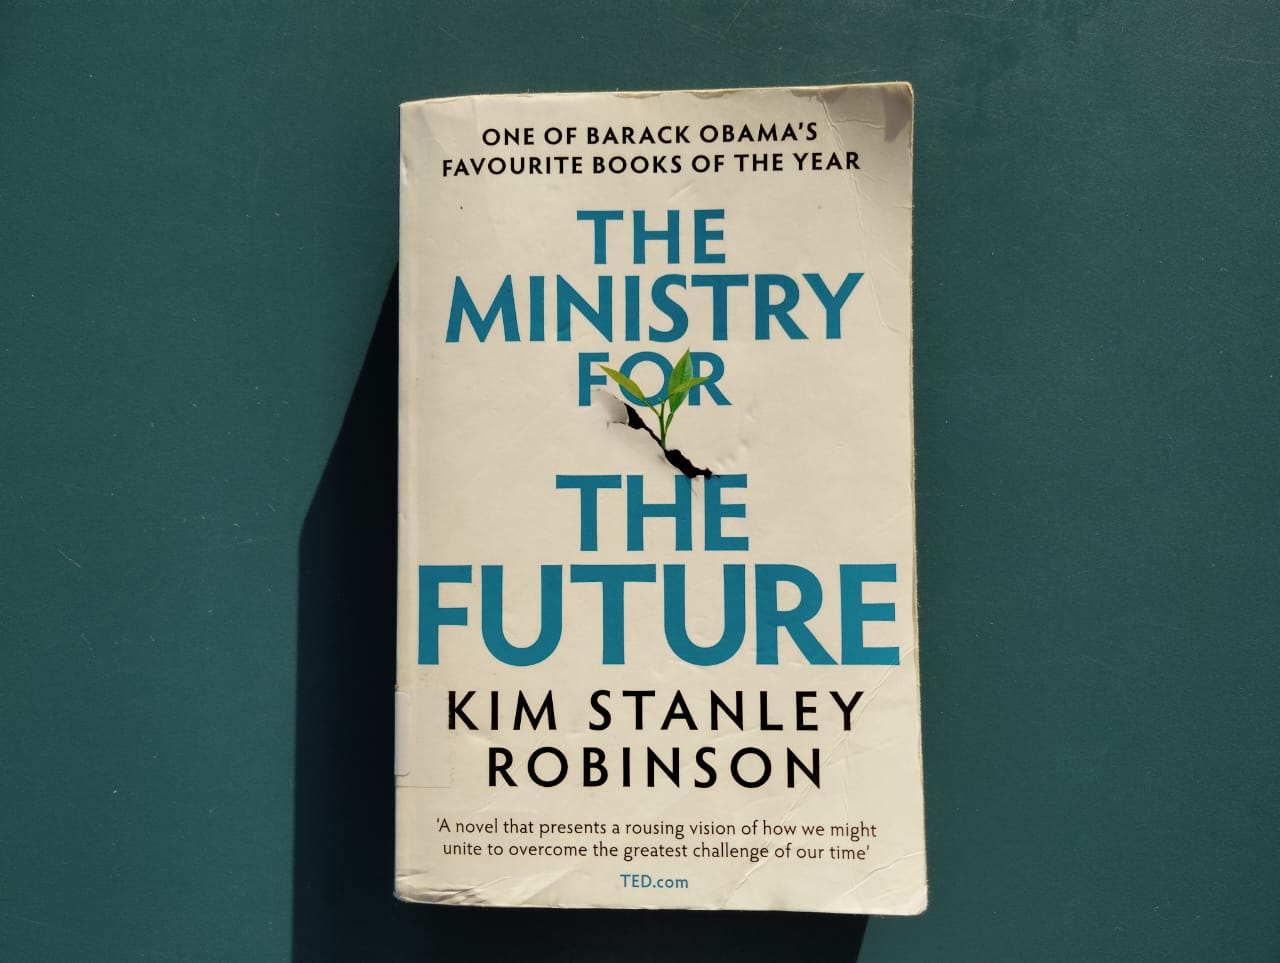 ONE OF BARACK OBAMA'S
FAVOURITE BOOKS OF THE YEAR
THE
MINISTRY
FOR
THE
FUTURE
KIM STANLEY
ROBINSON
'A novel that presents a rousing vision of how we might
unite to overcome the greatest challenge of our time'
TED.com